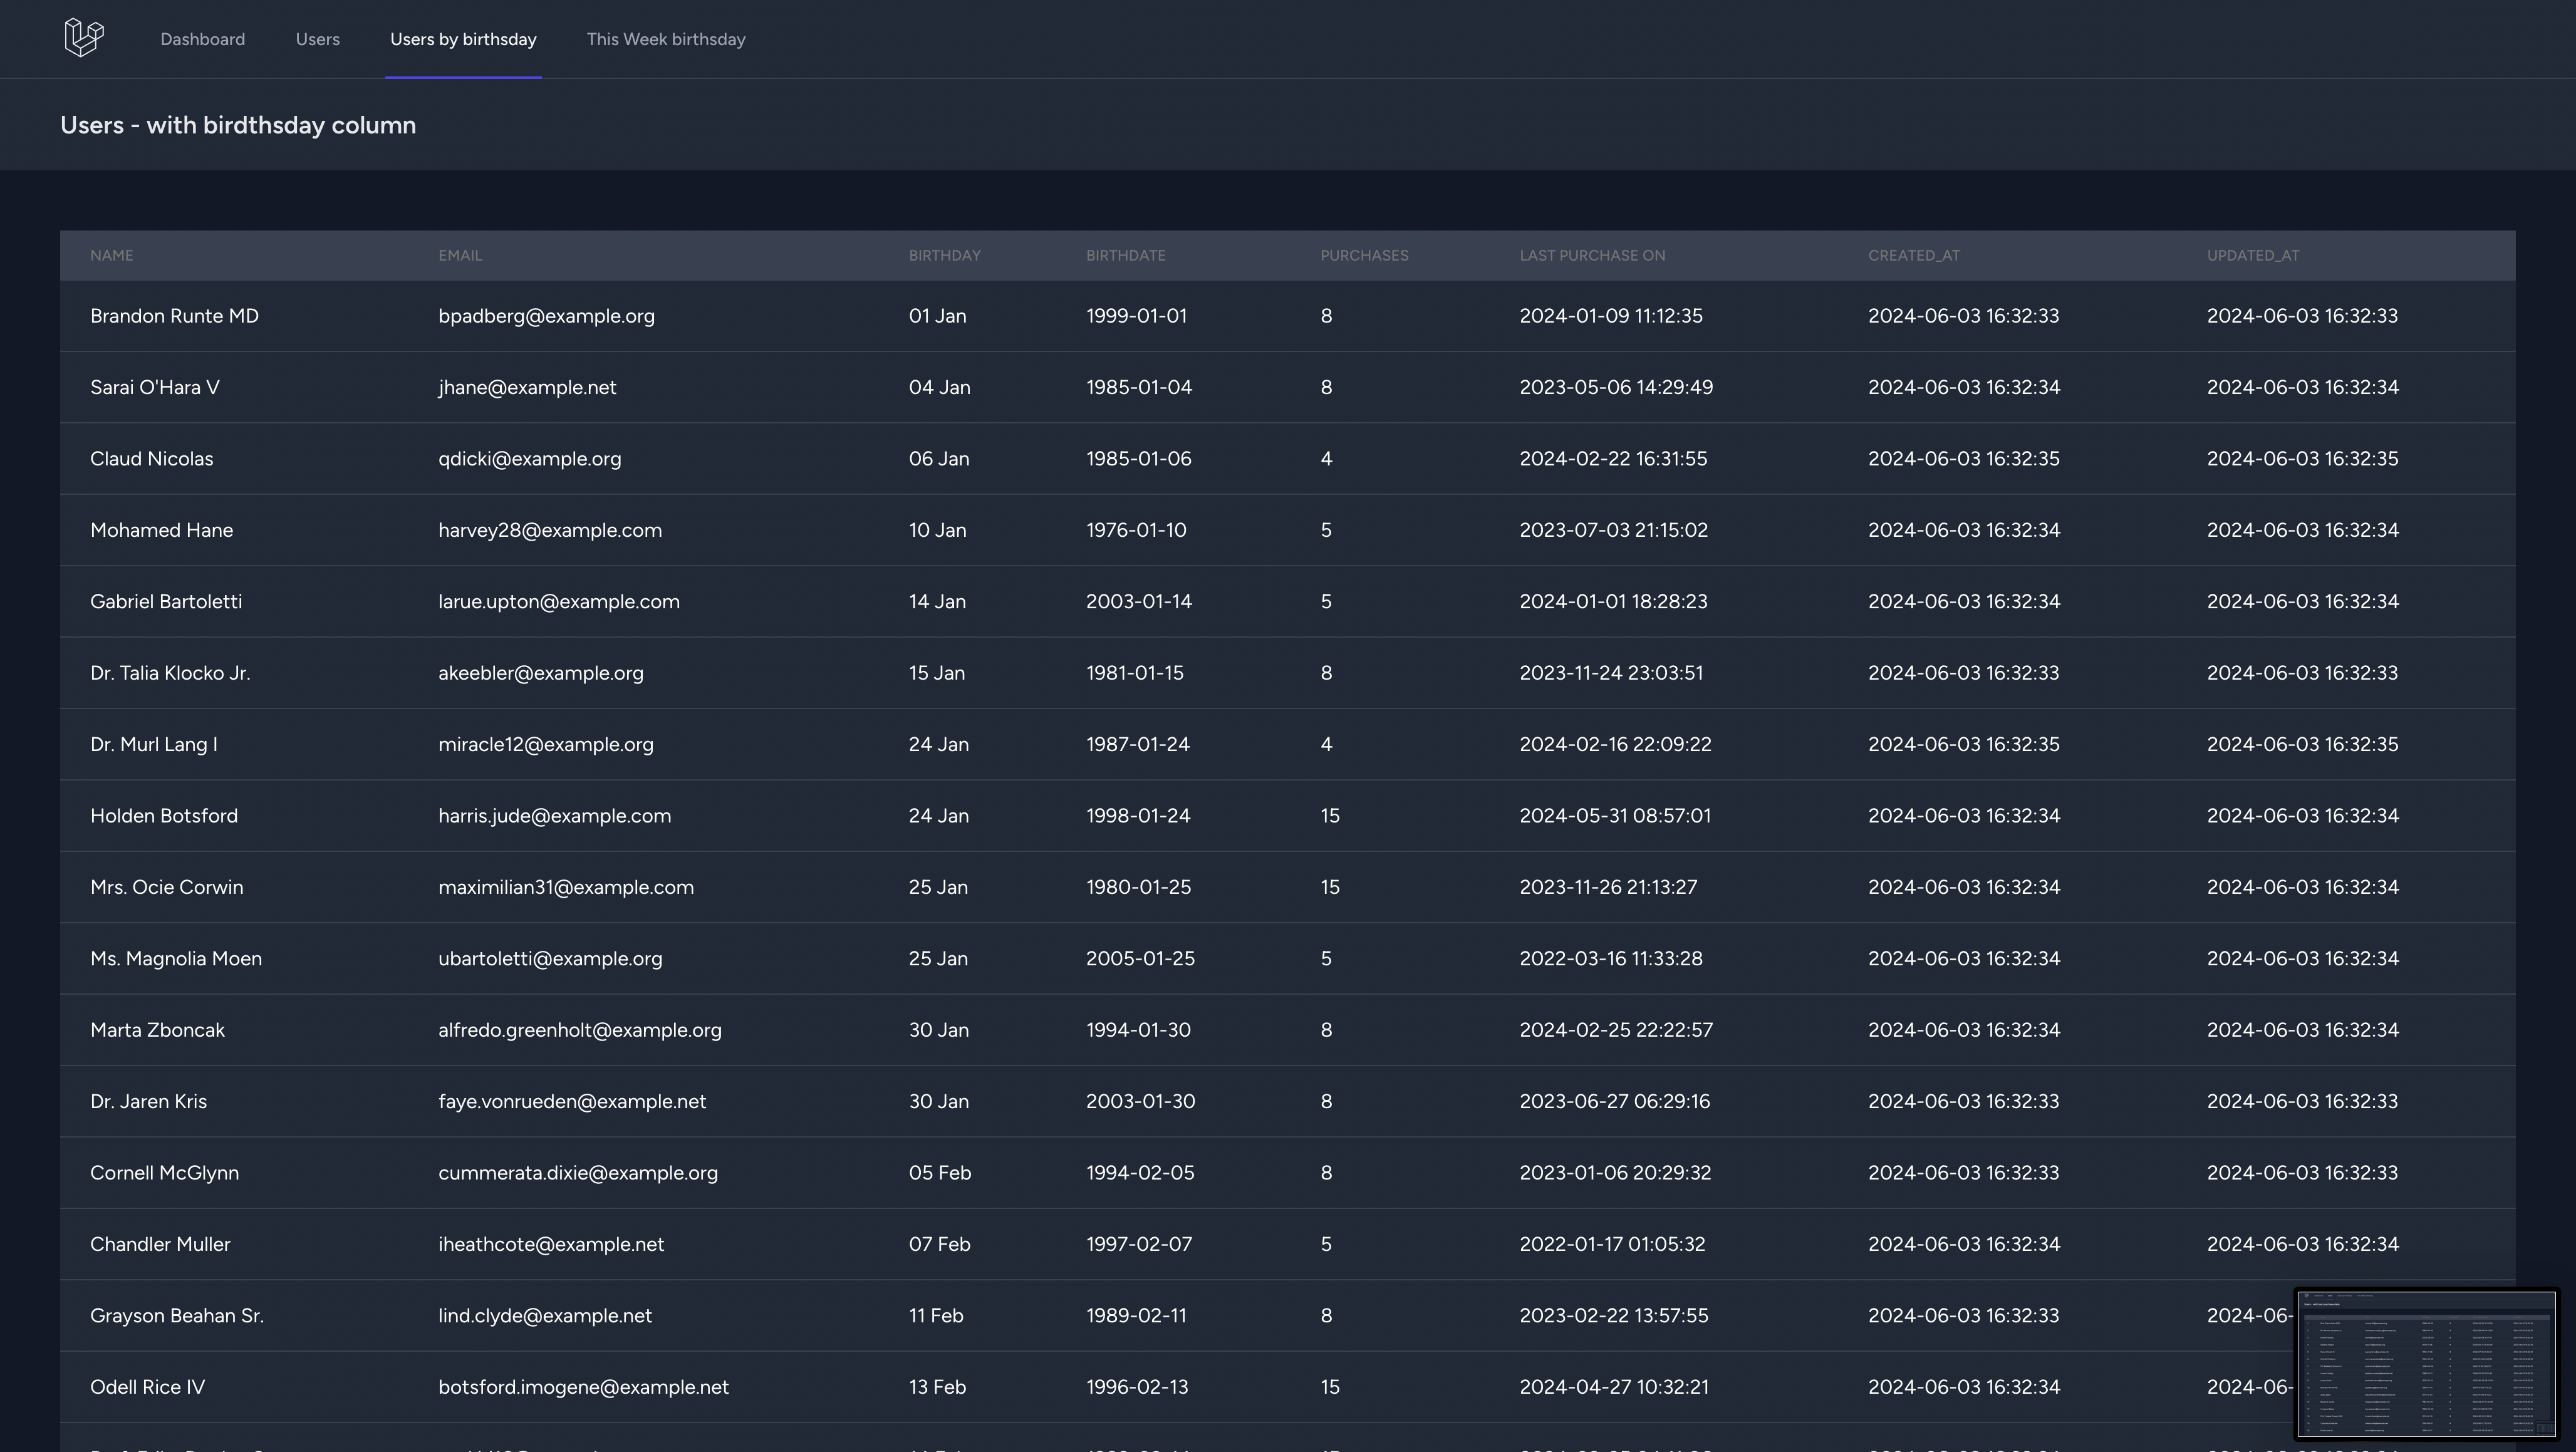 Dashboard Users Users by birthsday This Week birthsday
Users - with birdthsday column
NAME EMAIL BIRTHDAY BIRTHDATE PURCHASES LAST PURCHASE ON CREATED_AT UPDATED_AT
Brandon Runte MD bpadberg@example.org 01 Jan 1999-01-01 8 2024-01-09 11:12:35 2024-06-03 16:32:33 2024-06-03 16:32:33
Sarai O'Hara V jhane@example.net 04 Jan 1985-01-04 8 2023-05-06 14:29:49 2024-06-03 16:32:34 2024-06-03 16:32:34
Claud Nicolas qdicki@example.org 06 Jan 1985-01-06 4 2024-02-22 16:31:55 2024-06-03 16:32:35 2024-06-03 16:32:35
Mohamed Hane harvey28@example.com 10 Jan 1976-01-10 5 2023-07-03 21:15:02 2024-06-03 16:32:34 2024-06-03 16:32:34
Gabriel Bartoletti larue.upton@example.com 14 Jan 2003-01-14 5 2024-01-01 18:28:23 2024-06-03 16:32:34 2024-06-03 16:32:34
Dr. Talia Klocko Jr. akeebler@example.org 15 Jan 1981-01-15 8 2023-11-24 23:03:51 2024-06-03 16:32:33 2024-06-03 16:32:33
Dr. Murl Lang I miracle12@example.org 24 Jan 1987-01-24 4 2024-02-16 22:09:22 2024-06-03 16:32:35 2024-06-03 16:32:35
Holden Botsford harris.jude@example.com 24 Jan 1998-01-24 15 2024-05-31 08:57:01 2024-06-03 16:32:34 2024-06-03 16:32:34
Mrs. Ocie Corwin maximilian31@example.com 25 Jan 1980-01-25 15 2023-11-26 21:13:27 2024-06-03 16:32:34 2024-06-03 16:32:34
Ms. Magnolia Moen ubartoletti@example.org 25 Jan 2005-01-25 5 2022-03-16 11:33:28 2024-06-03 16:32:34 2024-06-03 16:32:34
Marta Zboncak alfredo.greenholt@example.org 30 Jan 1994-01-30 8 2024-02-25 22:22:57 2024-06-03 16:32:34 2024-06-03 16:32:34
Dr. Jaren Kris faye.vonrueden@example.net 30 Jan 2003-01-30 8 2023-06-27 06:29:16 2024-06-03 16:32:33 2024-06-03 16:32:33
Cornell McGlynn cummerata.dixie@example.org 05 Feb 1994-02-05 8 2023-01-06 20:29:32 2024-06-03 16:32:33 2024-06-03 16:32:33
Chandler Muller iheathcote@example.net 07 Feb 1997-02-07 5 2022-01-17 01:05:32 2024-06-03 16:32:34 2024-06-03 16:32:34
Grayson Beahan Sr. lind.clyde@example.net 11 Feb 1989-02-11 8 2023-02-22 13:57:55 2024-06-03 16:32:33 2024-06-
Odell Rice IV botsford.imogene@example.net 13 Feb 1996-02-13 15 2024-04-27 10:32:21 2024-06-03 16:32:34 2024-06-